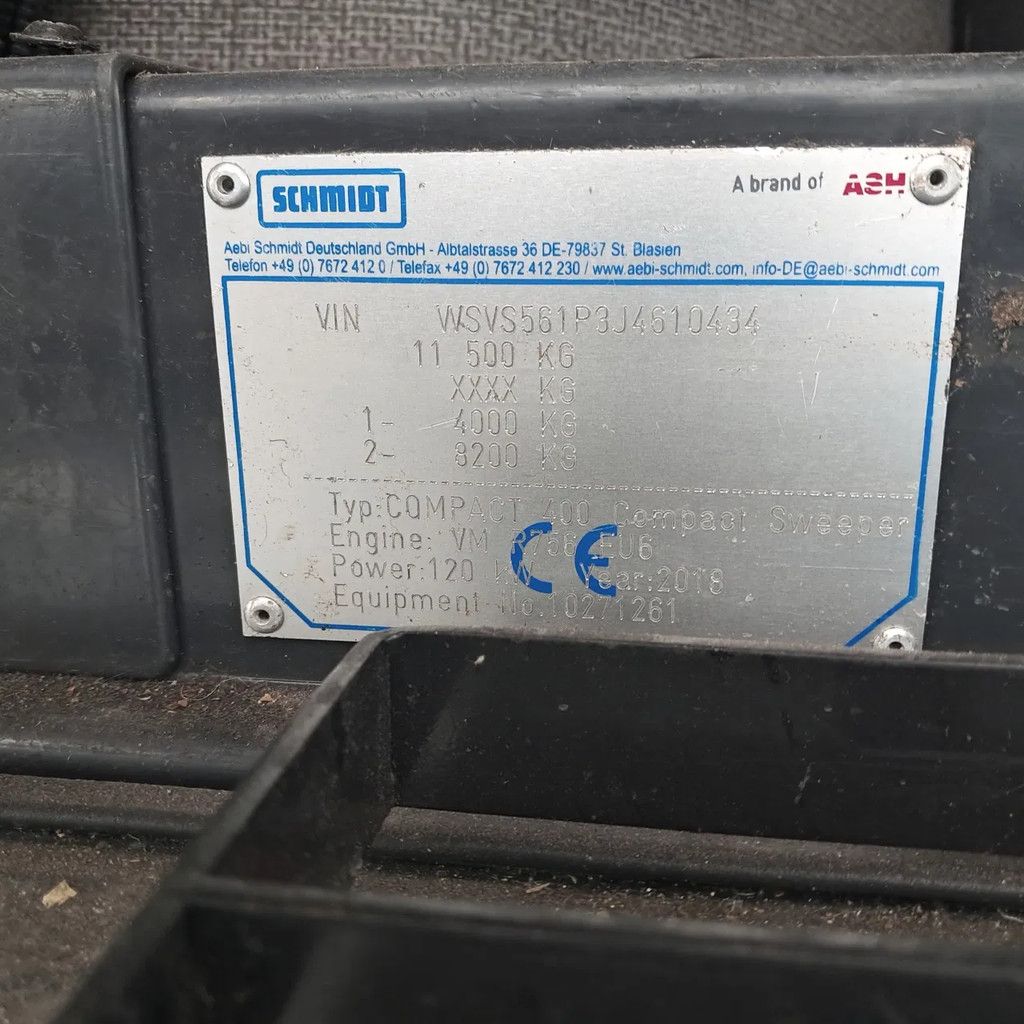 SCHMIDT
A brand of ASH
Aebi Schmidt Deutschland GmbH - Albtalstrasse 36 DE-79837 St. Blasien
Telefon +49 (0) 7672 412 0 / Telefax +49 (0) 7672 412 230 / www.aebi-schmidt.com, info-DE@aebi-schmidt.com
VIN WSVS561P3J4610434
11 500 KG
XXXX KG V
1- 4000 KG
2- 8200 KG
Typ:COMPACT 400 Compact Sweeper
Engine: VM R756 EU6
CE
Power:120 kW Year:2018
Equipment-No.10271261